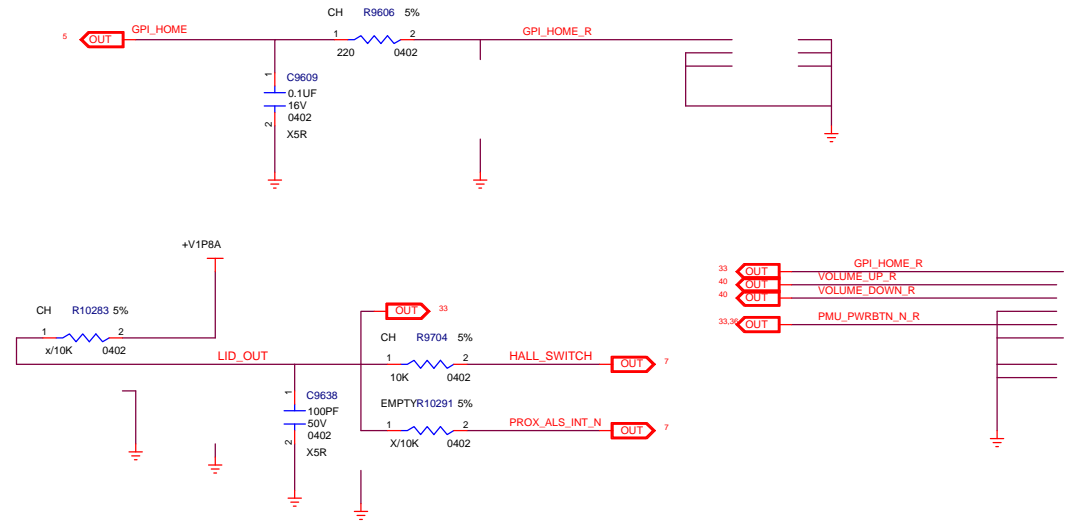 CH R9606 5%
5 OUT GPI_HOME 1 2 GPI_HOME_R
220 0402
1 C9609
0.1UF
16V
0402
2 X5R
+V1P8A
33 OUT GPI_HOME_R
40 OUT VOLUME_UP_R
40 OUT VOLUME_DOWN_R
33,36 OUT PMU_PWRBTN_N_R
CH R10283 5%
1 2
x/10K 0402
OUT 33
CH R9704 5%
LID_OUT 1 2 HALL_SWITCH OUT 7
10K 0402
1 C9638
100PF
50V
0402
2 X5R
EMPTYR10291 5%
1 2 PROX_ALS_INT_N OUT 7
X/10K 0402